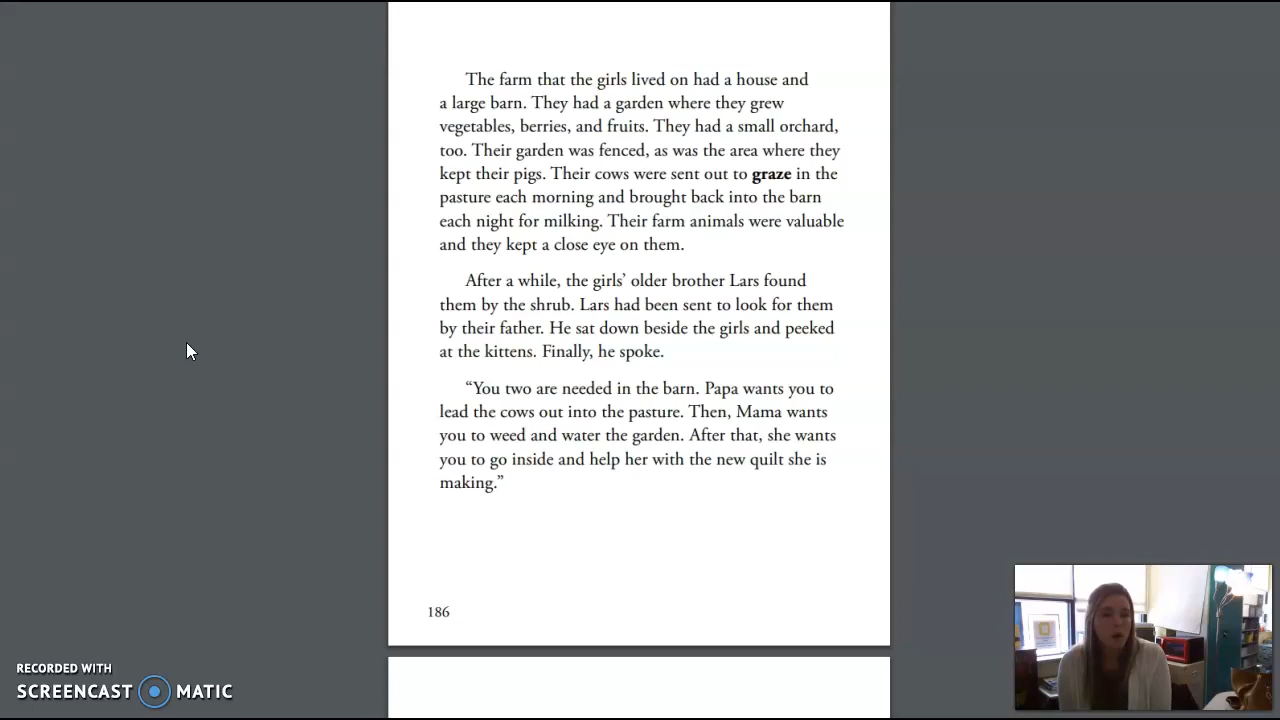 The farm that the girls lived on had a house and
a large barn. They had a garden where they grew
vegetables, berries, and fruits. They had a small orchard,
too. Their garden was fenced, as was the area where they
kept their pigs. Their cows were sent out to graze in the
pasture each morning and brought back into the barn
each night for milking. Their farm animals were valuable
and they kept a close eye on them.
After a while, the girls’ older brother Lars found
them by the shrub. Lars had been sent to look for them
by their father. He sat down beside the girls and peeked
at the kittens. Finally, he spoke.
“You two are needed in the barn. Papa wants you to
lead the cows out into the pasture. Then, Mama wants
you to weed and water the garden. After that, she wants
you to go inside and help her with the new quilt she is
making.”
186
RECORDED WITH
SCREENCAST MATIC